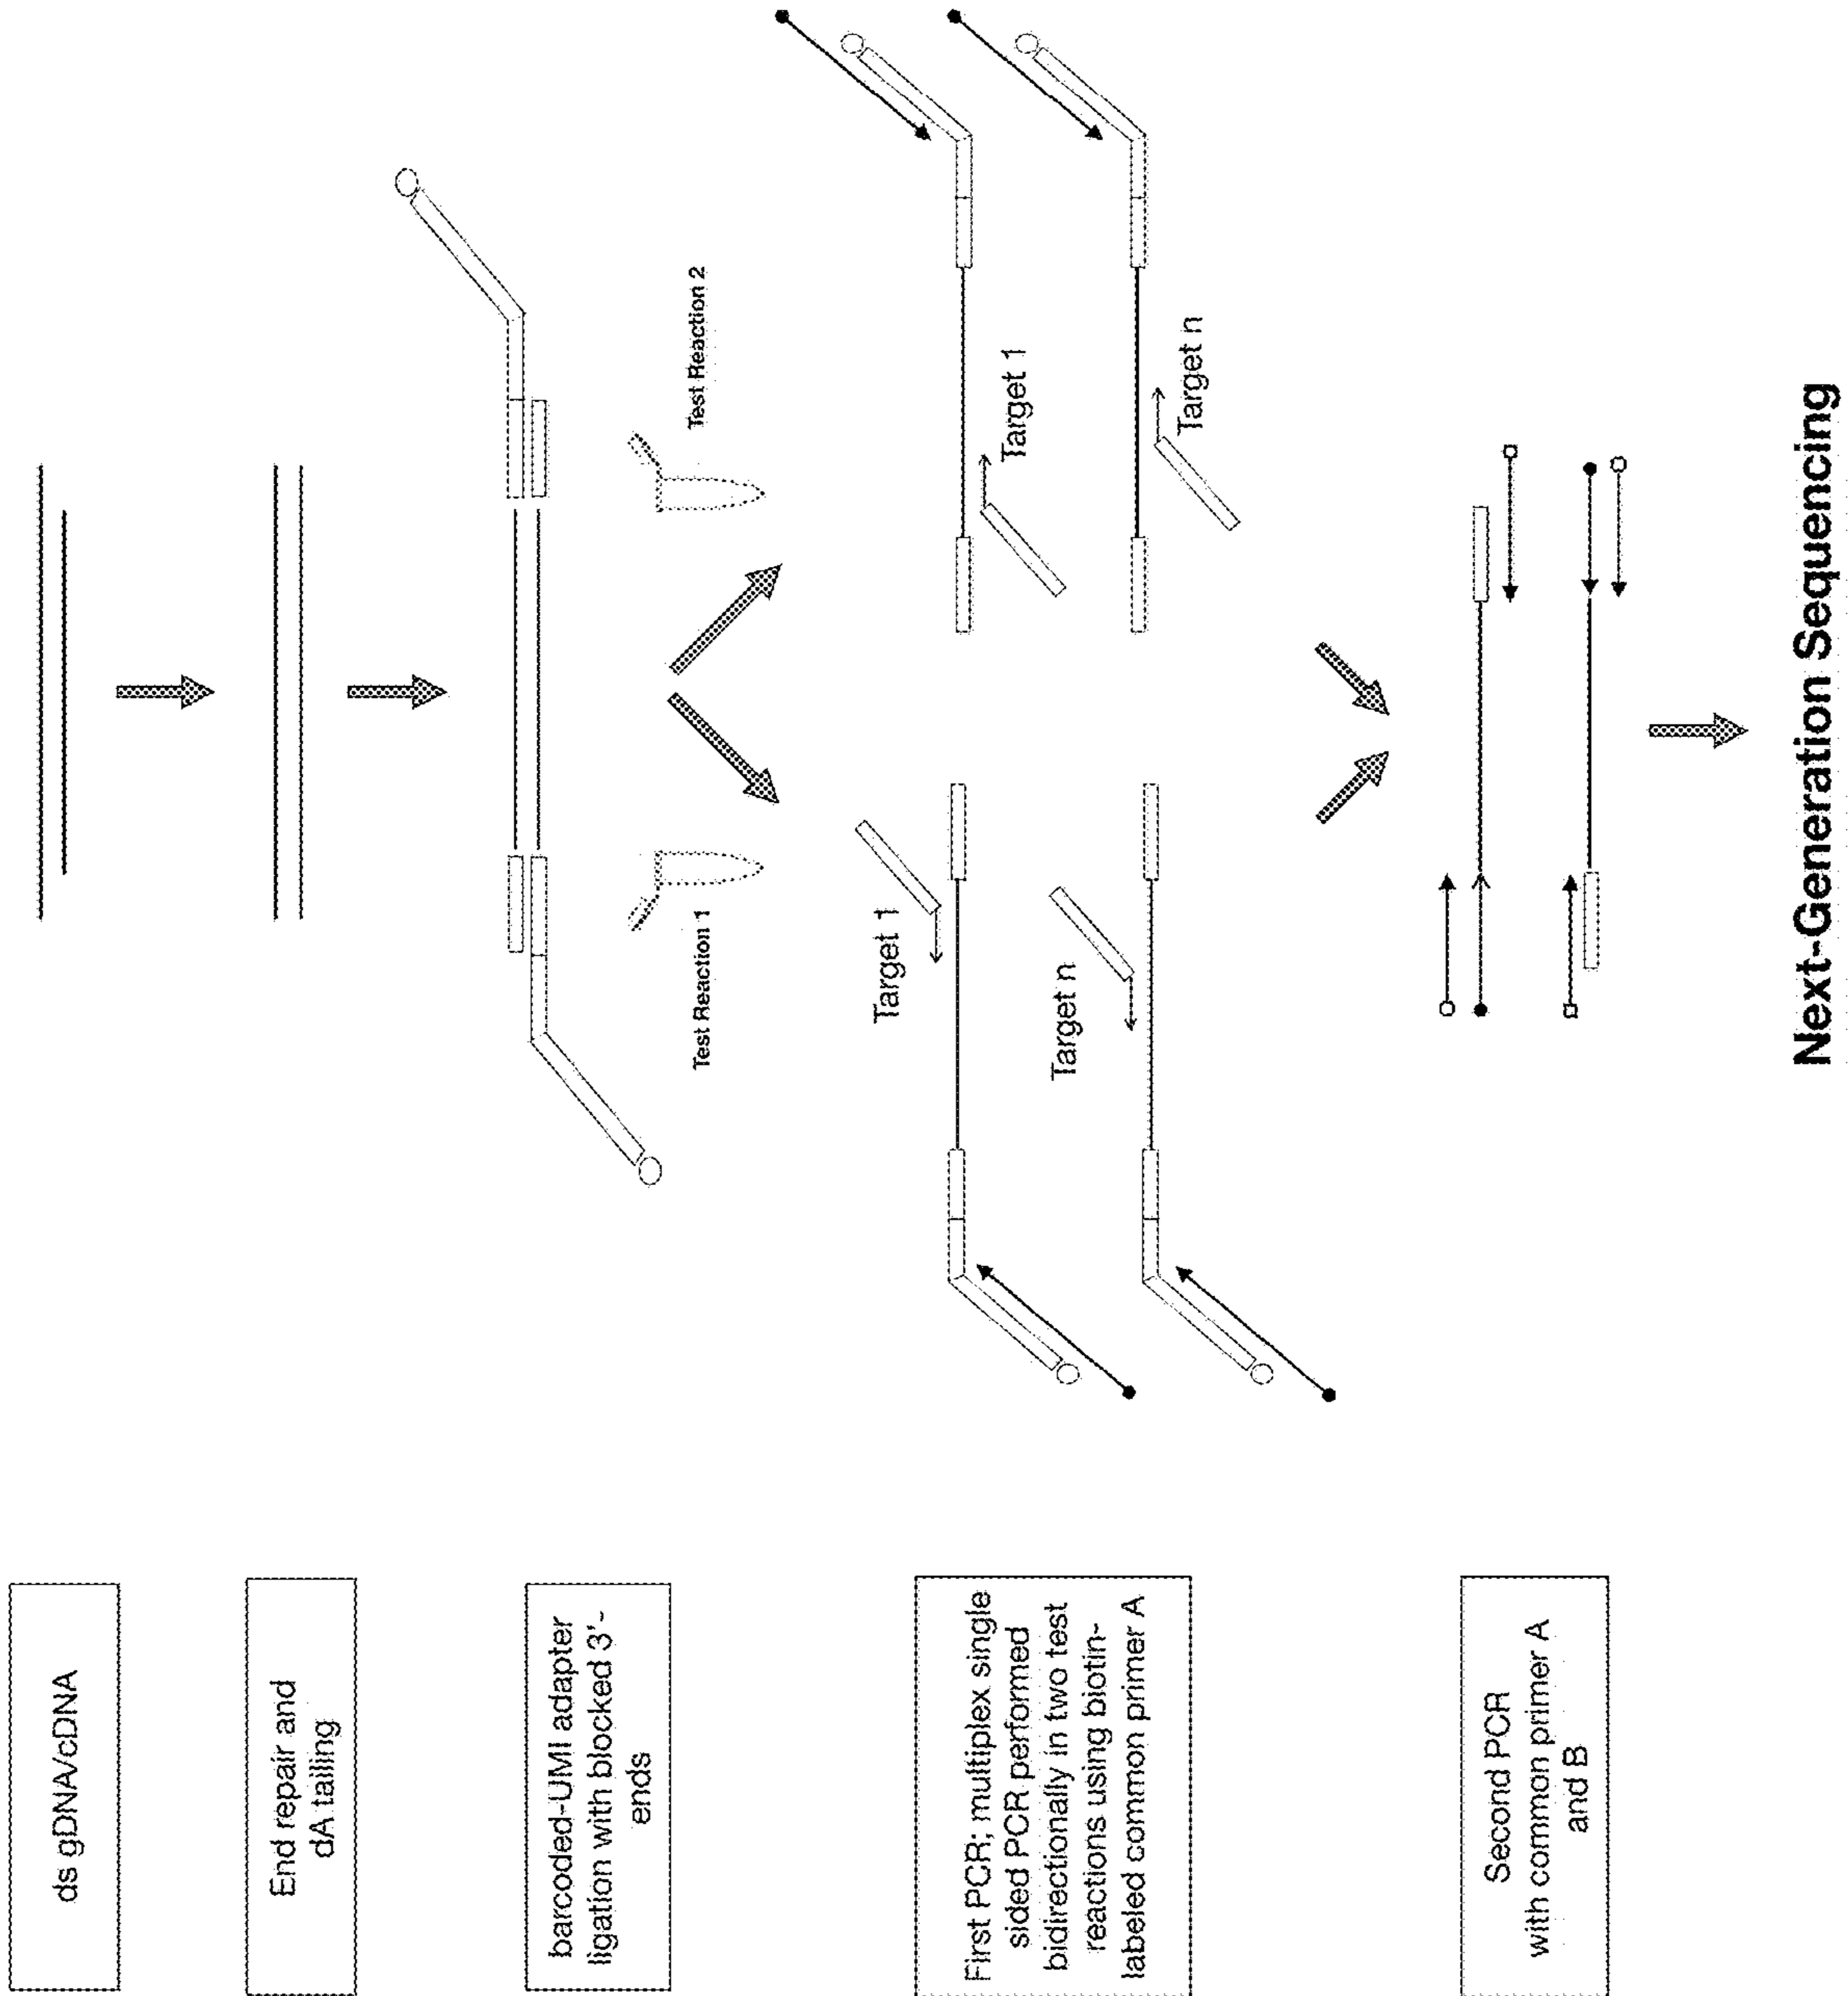 ds gDNA/cDNA
End repair and
dA tailing
barcoded-UMI adapter
ligation with blocked 3'-
ends
Test Reaction 1
Test Reaction 2
First PCR; multiplex single
sided PCR performed
bidirectionally in two test
reactions using biotin-
labeled common primer A
Target 1
Target n
Target 1
Target n
Second PCR
with common primer A
and B
Next-Generation Sequencing